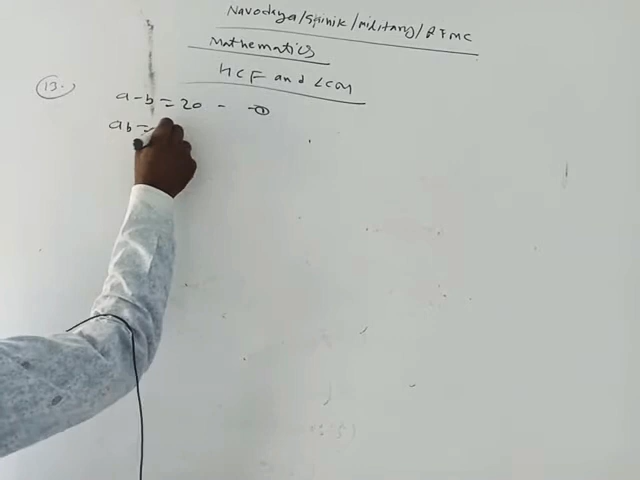 Navodaya/Sainik/military/RIMC
Mathematics
HCF and LCM
13.
a-b=20 - - ①
ab=